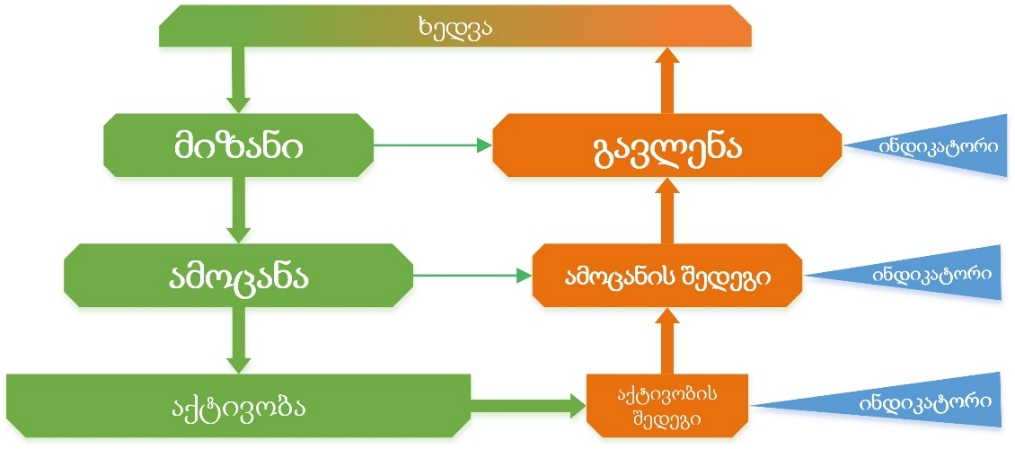 ხედვა
მიზანი
გავლენა
ინდიკატორი
ამოცანა
ამოცანის შედეგი
ინდიკატორი
აქტივობა
აქტივობის
შედეგი
ინდიკატორი